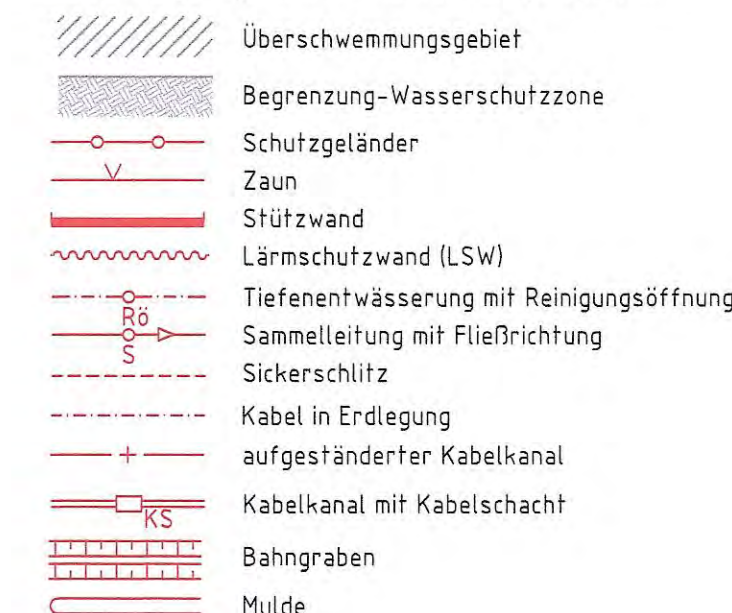 Überschwemmungsgebiet
Begrenzung-Wasserschutzzone
Schutzgeländer
Zaun
Stützwand
Lärmschutzwand (LSW)
Tiefenentwässerung mit Reinigungsöffnung
Rö
Sammelleitung mit Fließrichtung
S
Sickerschlitz
Kabel in Erdlegung
aufgeständerter Kabelkanal
Kabelkanal mit Kabelschacht
KS
Bahngraben
Mulde